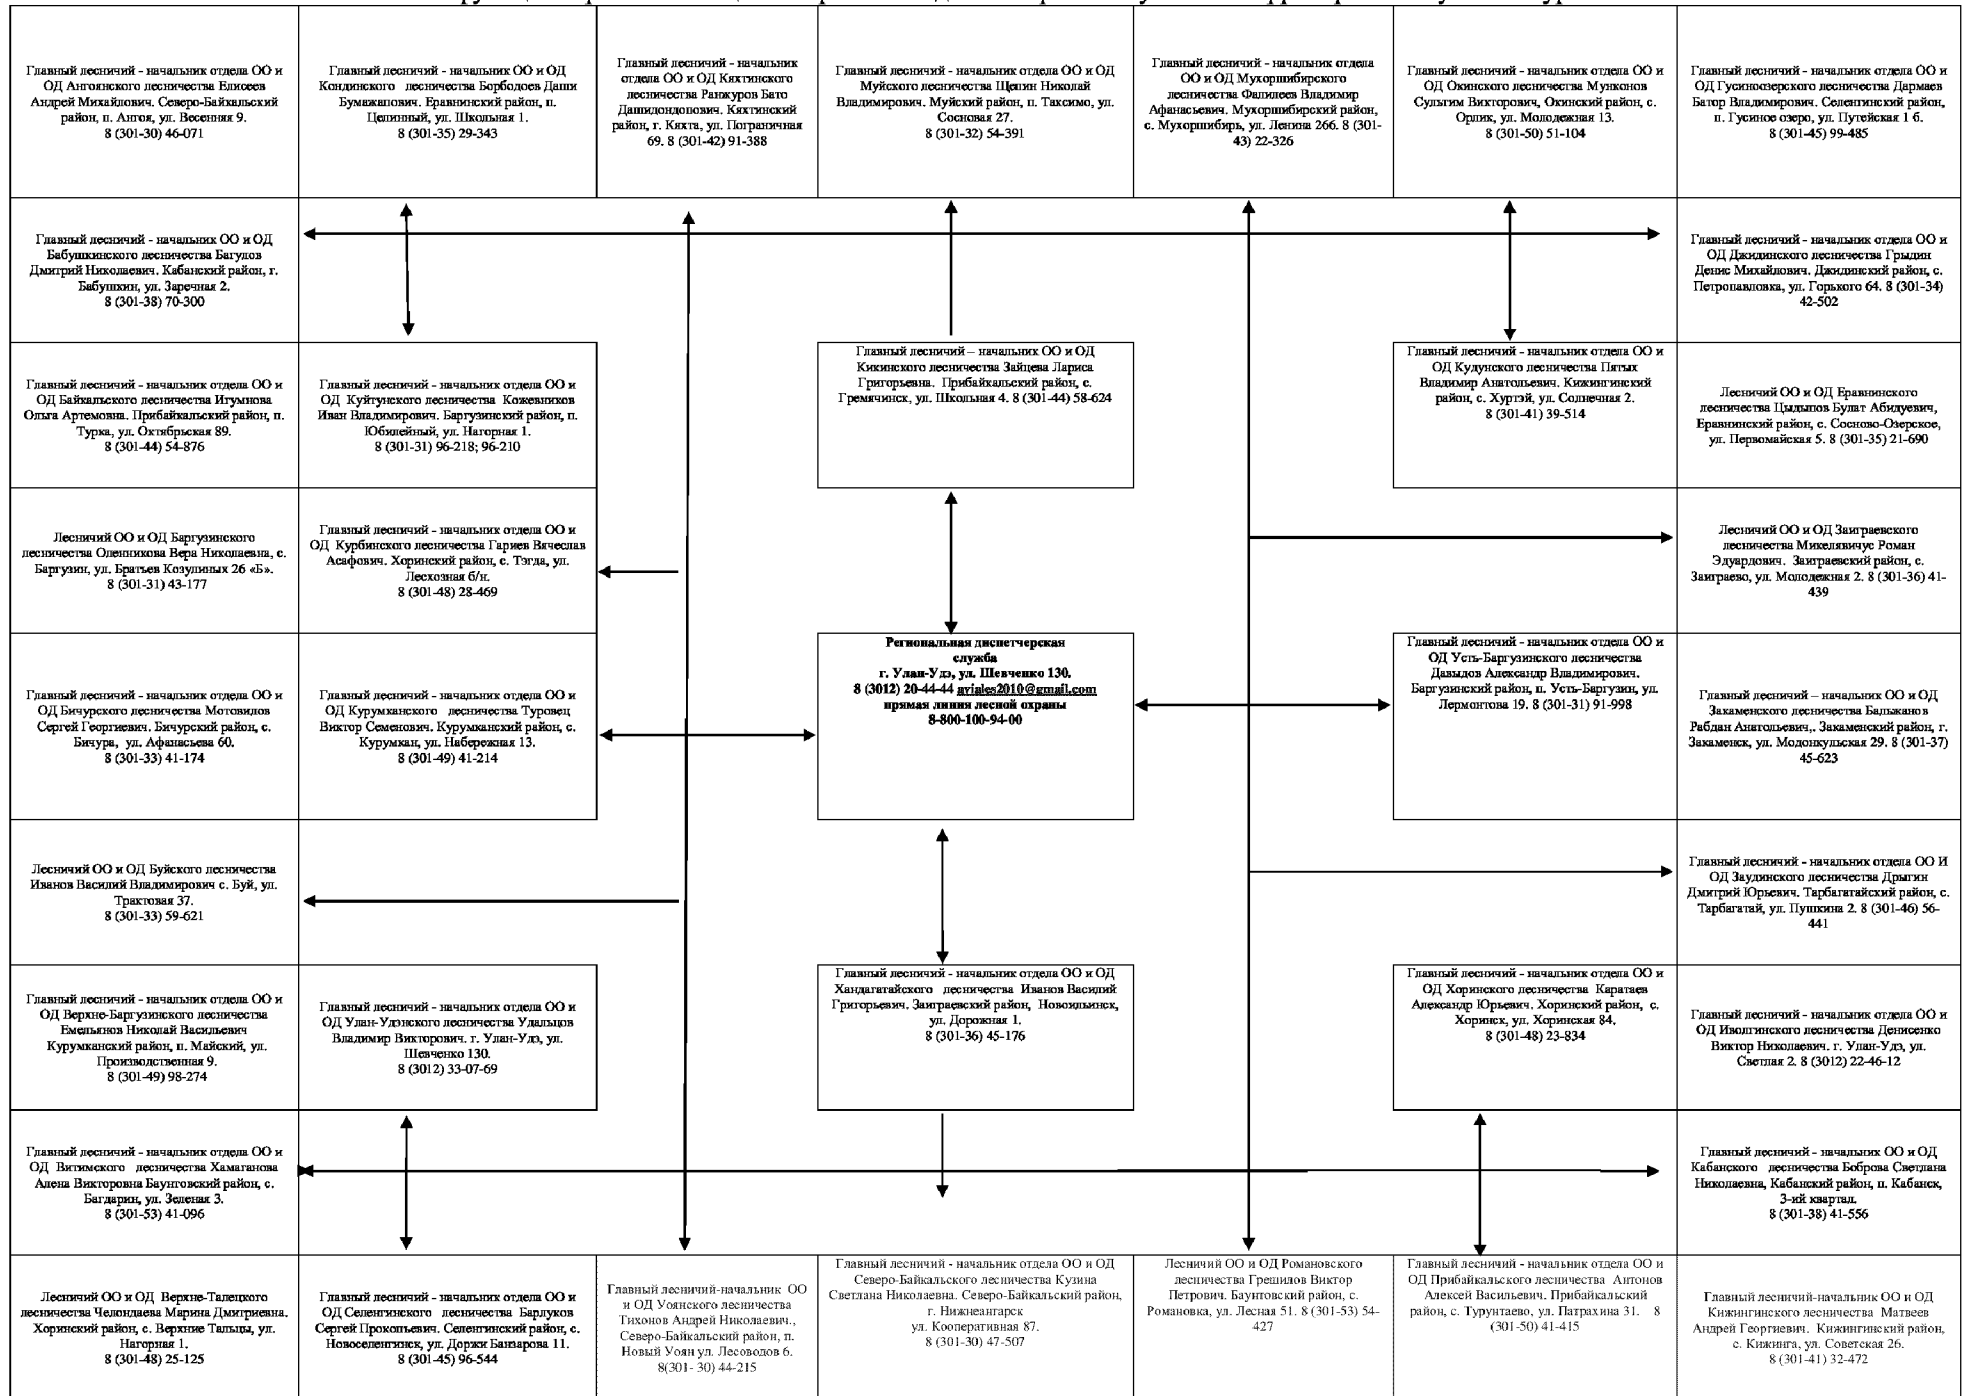 Главный лесничий - начальник отдела ОО и
ОД Ангоянского лесничества Елисеев
Андрей Михайлович. Северо-Байкальский
район, п. Ангоя, ул. Весенняя 9.
8 (301-30) 46-071
Главный лесничий - начальник ОО и ОД
Кондинского лесничества Борбодоев Даши
Бумажапович. Еравнинский район, п.
Целинный, ул. Школьная 1.
8 (301-35) 29-343
Главный лесничий - начальник
отдела ОО и ОД Кяхтинского
лесничества Ранжуров Бато
Дашидондопович. Кяхтинский
район, г. Кяхта, ул. Пограничная
69. 8 (301-42) 91-388
Главный лесничий - начальник ОО и ОД
Муйского лесничества Щепин Николай
Владимирович. Муйский район, п. Таксимо, ул.
Сосновая 27.
8 (301-32) 54-391
Главный лесничий - начальник отдела
ОО и ОД Мухоршибирского
лесничества Фалилеев Владимир
Афанасьевич. Мухоршибирский район,
с. Мухоршибирь, ул. Ленина 266. 8 (301-
43) 22-326
Главный лесничий - начальник отдела ОО и
ОД Окинского лесничества Мунконов
Сультим Викторович, Окинский район, с.
Орлик, ул. Молодежная 13.
8 (301-50) 51-104
Главный лесничий - начальник отдела ОО и
ОД Гусиноозерского лесничества Дармаев
Батор Владимирович. Селенгинский район,
п. Гусиное озеро, ул. Путейская 1 б.
8 (301-45) 99-485
Главный лесничий - начальник ОО и ОД
Бабушкинского лесничества Багулов
Дмитрий Николаевич. Кабанский район, г.
Бабушкин, ул. Заречная 2.
8 (301-38) 70-300
Главный лесничий - начальник отдела ОО и
ОД Джидинского лесничества Грыдин
Денис Михайлович. Джидинский район, с.
Петропавловка, ул. Горького 64. 8 (301-34)
42-502
Главный лесничий - начальник отдела ОО и
ОД Байкальского лесничества Игумнова
Ольга Артемовна. Прибайкальский район, п.
Турка, ул. Октябрьская 89.
8 (301-44) 54-876
Главный лесничий - начальник отдела ОО и
ОД Куйтунского лесничества Кожевников
Иван Владимирович. Баргузинский район, п.
Юбилейный, ул. Нагорная 1.
8 (301-31) 96-218; 96-210
Главный лесничий – начальник ОО и ОД
Кикинского лесничества Зайцева Лариса
Григорьевна. Прибайкальский район, с.
Гремячинск, ул. Школьная 4. 8 (301-44) 58-624
Главный лесничий - начальник отдела ОО и
ОД Кудунского лесничества Пятых
Владимир Анатольевич. Кижингинский
район, с. Хуртэй, ул. Солнечная 2.
8 (301-41) 39-514
Лесничий ОО и ОД Еравнинского
лесничества Цыдыпов Булат Абидуевич,
Еравнинский район, с. Сосново-Озерское,
ул. Первомайская 5. 8 (301-35) 21-690
Лесничий ОО и ОД Баргузинского
лесничества Оленникова Вера Николаевна, с.
Баргузин, ул. Братьев Козулиных 26 «Б».
8 (301-31) 43-177
Главный лесничий - начальник отдела ОО и
ОД Курбинского лесничества Гариев Вячеслав
Асафович. Хоринский район, с. Тэгда, ул.
Лесхозная б/н.
8 (301-48) 28-469
Лесничий ОО и ОД Заиграевского
лесничества Микелявичус Роман
Эдуардович. Заиграевский район, с.
Заиграево, ул. Молодежная 2. 8 (301-36) 41-
439
Главный лесничий - начальник отдела ОО и
ОД Бичурского лесничества Мотовилов
Сергей Георгиевич. Бичурский район, с.
Бичура, ул. Афанасьева 60.
8 (301-33) 41-174
Главный лесничий - начальник отдела ОО и
ОД Курумканского лесничества Туровец
Виктор Семенович. Курумканский район, с.
Курумкан, ул. Набережная 13.
8 (301-49) 41-214
Региональная диспетчерская
служба
г. Улан-Удэ, ул. Шевченко 130.
8 (3012) 20-44-44 aviales2010@gmail.com
прямая линия лесной охраны
8-800-100-94-00
Главный лесничий - начальник отдела ОО и
ОД Усть-Баргузинского лесничества
Давыдов Александр Владимирович.
Баргузинский район, п. Усть-Баргузин, ул.
Лермонтова 19. 8 (301-31) 91-998
Главный лесничий – начальник ОО и ОД
Закаменского лесничества Бальжанов
Рабдан Анатольевич,. Закаменский район, г.
Закаменск, ул. Модонкульская 29. 8 (301-37)
45-623
Лесничий ОО и ОД Буйского лесничества
Иванов Василий Владимирович с. Буй, ул.
Трактовая 37.
8 (301-33) 59-621
Главный лесничий - начальник отдела ОО И
ОД Заудинского лесничества Дрыгин
Дмитрий Юрьевич. Тарбагатайский район, с.
Тарбагатай, ул. Пушкина 2. 8 (301-46) 56-
441
Главный лесничий - начальник отдела ОО и
ОД Верхне-Баргузинского лесничества
Емельянов Николай Васильевич
Курумканский район, п. Майский, ул.
Производственная 9.
8 (301-49) 98-274
Главный лесничий - начальник отдела ОО и
ОД Улан-Удэнского лесничества Удальцов
Владимир Викторович. г. Улан-Удэ, ул.
Шевченко 130.
8 (3012) 33-07-69
Главный лесничий - начальник отдела ОО и ОД
Хандагатайского лесничества Иванов Василий
Григорьевич. Заиграевский район, Новоильинск,
ул. Дорожная 1.
8 (301-36) 45-176
Главный лесничий - начальник отдела ОО и
ОД Хоринского лесничества Каратаев
Александр Юрьевич. Хоринский район, с.
Хоринск, ул. Хоринская 84.
8 (301-48) 23-834
Главный лесничий - начальник отдела ОО и
ОД Иволгинского лесничества Денисенко
Виктор Николаевич. г. Улан-Удэ, ул.
Светлая 2. 8 (3012) 22-46-12
Главный лесничий - начальник отдела ОО и
ОД Витимского лесничества Хамаганова
Алена Викторовна Баунтовский район, с.
Багдарин, ул. Зеленая 3.
8 (301-53) 41-096
Главный лесничий - начальник ОО и ОД
Кабанского лесничества Боброва Светлана
Николаевна, Кабанский район, п. Кабанск,
3-ий квартал.
8 (301-38) 41-556
Лесничий ОО и ОД Верхне-Талецкого
лесничества Челондаева Марина Дмитриевна.
Хоринский район, с. Верхние Тальцы, ул.
Нагорная 1.
8 (301-48) 25-125
Главный лесничий - начальник отдела ОО и
ОД Селенгинского лесничества Барлуков
Сергей Прокопьевич. Селенгинский район, с.
Новоселенгинск, ул. Доржи Банзарова 11.
8 (301-45) 96-544
Главный лесничий-начальник ОО
и ОД Уоянского лесничества
Тихонов Андрей Николаевич.,
Северо-Байкальский район, п.
Новый Уоян ул. Лесоводов 6.
8(301- 30) 44-215
Главный лесничий - начальник отдела ОО и ОД
Северо-Байкальского лесничества Кузина
Светлана Николаевна. Северо-Байкальский район,
г. Нижнеангарск
ул. Кооперативная 87.
8 (301-30) 47-507
Лесничий ОО и ОД Романовского
лесничества Грешилов Виктор
Петрович. Баунтовский район, с.
Романовка, ул. Лесная 51. 8 (301-53) 54-
427
Главный лесничий - начальник отдела ОО и
ОД Прибайкальского лесничества Антонов
Алексей Васильевич. Прибайкальский
район, с. Турунтаево, ул. Патрахина 31. 8
(301-50) 41-415
Главный лесничий-начальник ОО и ОД
Кижингинского лесничества Матвеев
Андрей Георгиевич. Кижингинский район,
с. Кижинга, ул. Советская 26.
8 (301-41) 32-472